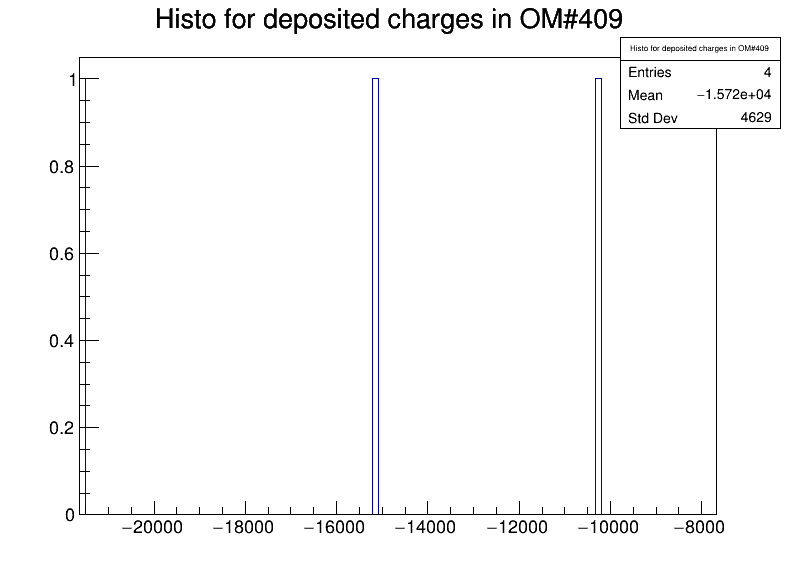 Histo for deposited charges in OM#409
Histo for deposited charges in OM#409
Entries 4
Mean −1.572e+04
Std Dev 4629
1
0.8
0.6
0.4
0.2
0
−20000 −18000 −16000 −14000 −12000 −10000 −8000